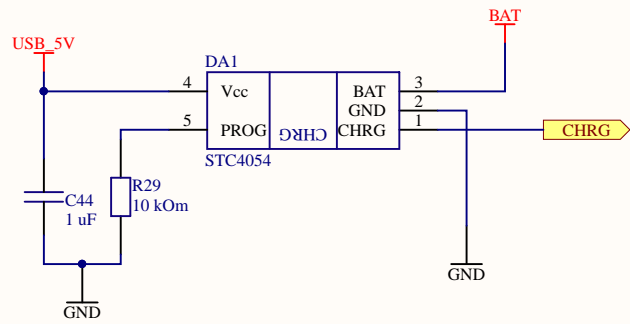 BAT
USB_5V
DA1
4 Vcc BAT 3
GND 2
5 PROG CHRG CHRG 1 CHRG
STC4054
R29
10 kOm
C44
1 uF
GND
GND